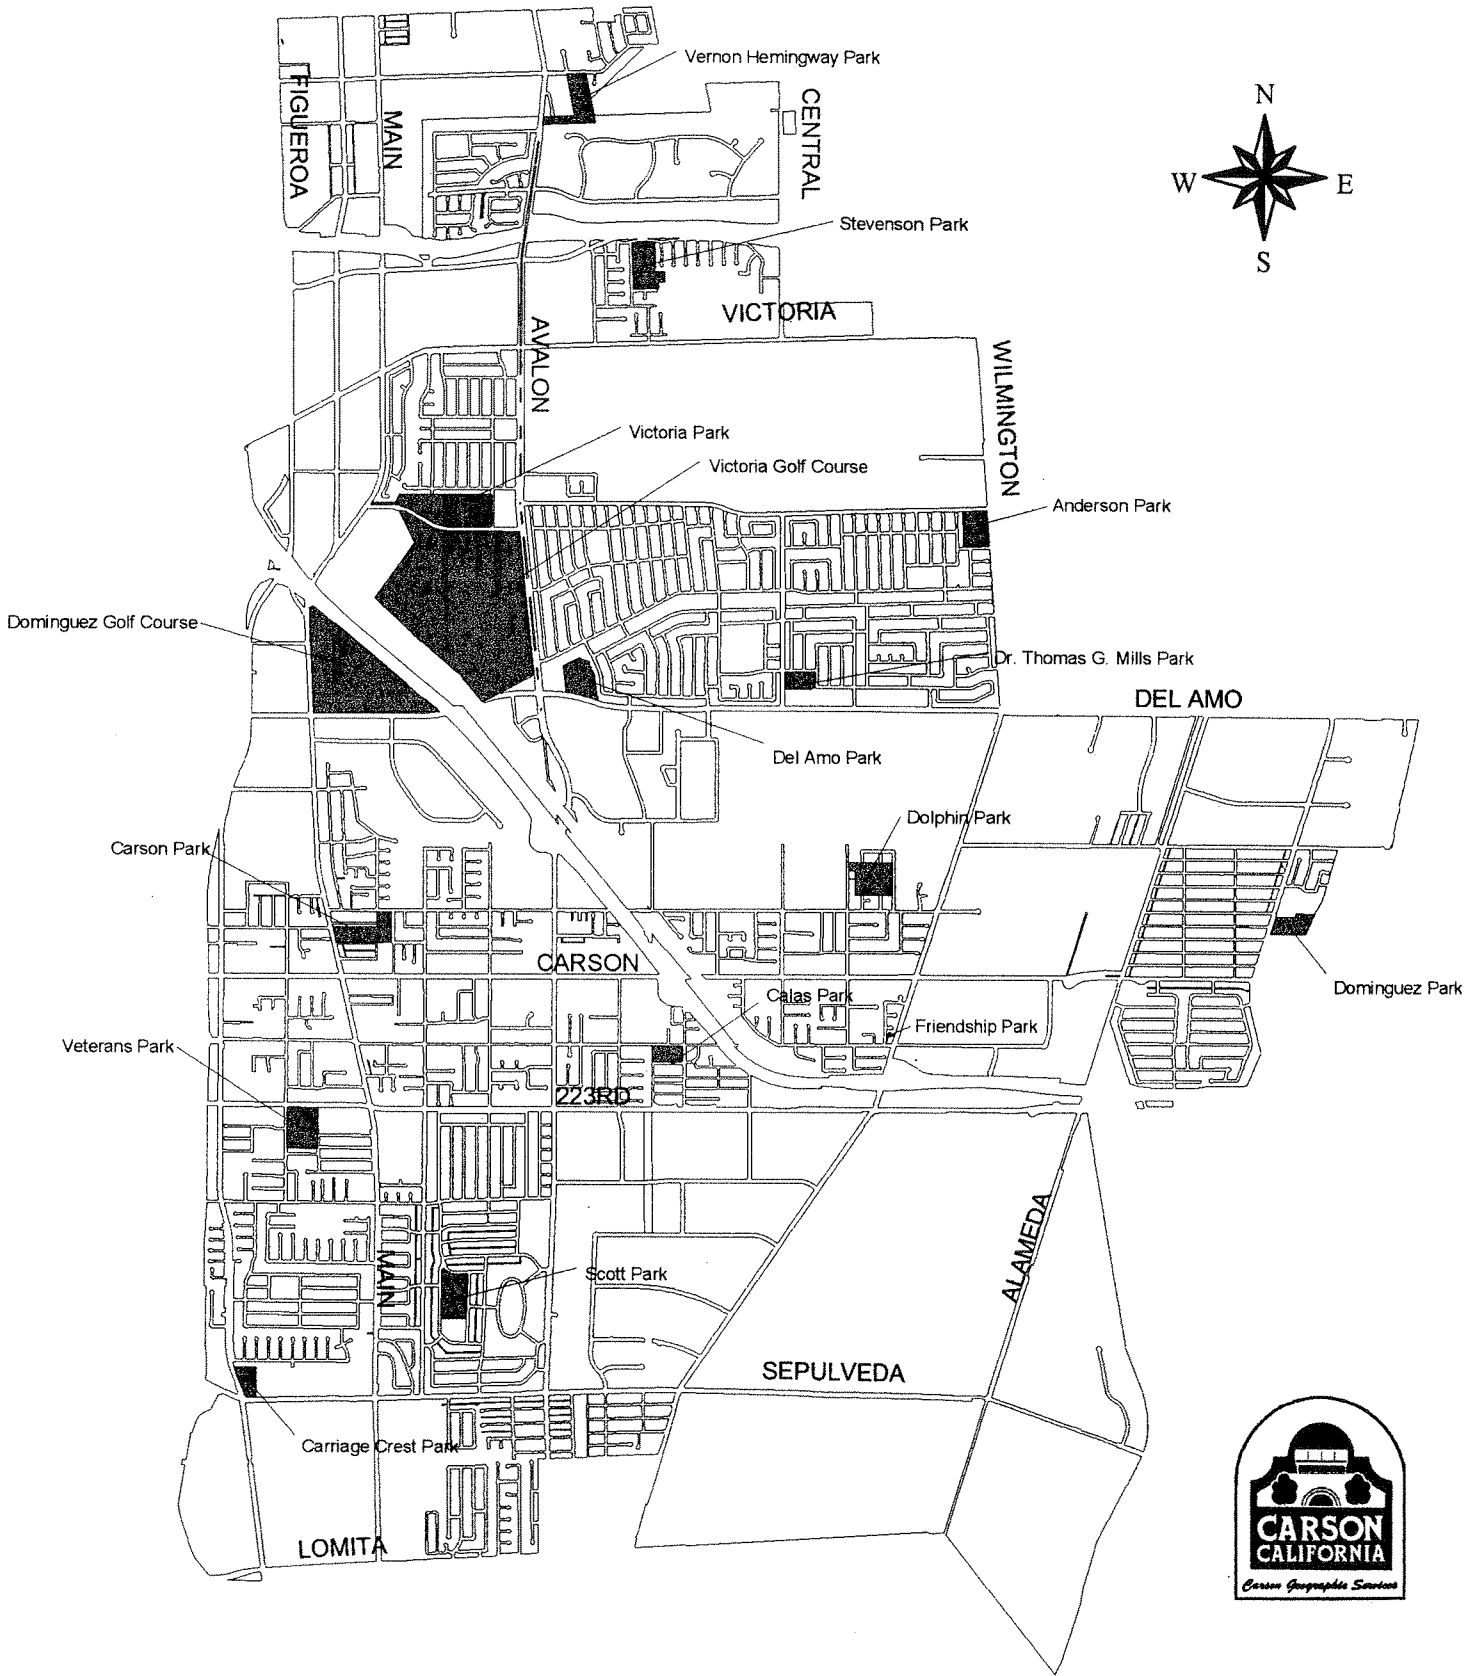 Vernon Hemingway Park
N
FIGUEROA
MAIN
CENTRAL
W
E
Stevenson Park
S
VICTORIA
AVALON
WILMINGTON
Victoria Park
Victoria Golf Course
Anderson Park
Dominguez Golf Course
Dr. Thomas G. Mills Park
DEL AMO
Del Amo Park
Dolphin Park
Carson Park
CARSON
Dominguez Park
Calas Park
Friendship Park
Veterans Park
223RD
ALAMEDA
MAIN
Scott Park
SEPULVEDA
Carriage Crest Park
LOMITA
CARSON
CALIFORNIA
Carson Geographic Services